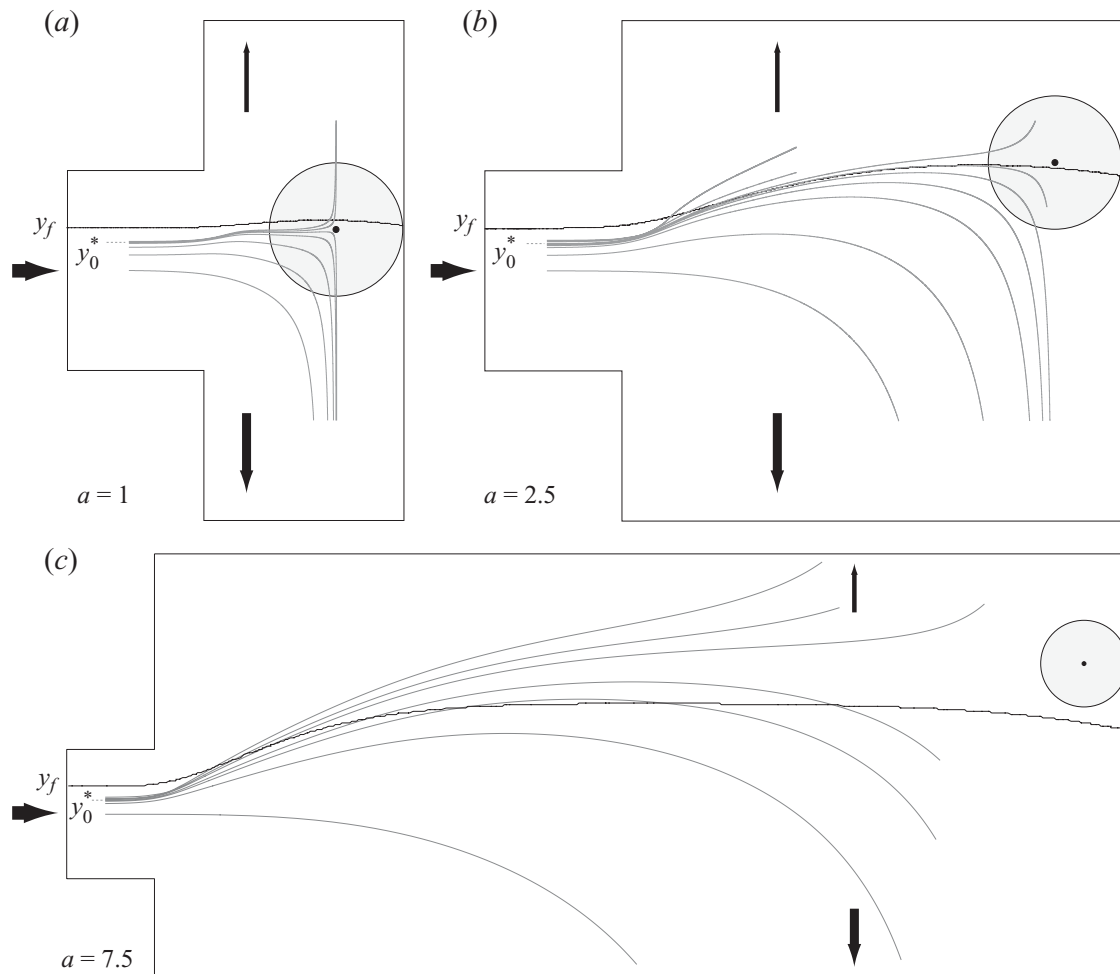 (a)
(b)
y_f
y_0^*
y_f
y_0^*
a = 1
a = 2.5
(c)
y_f
y_0^*
a = 7.5